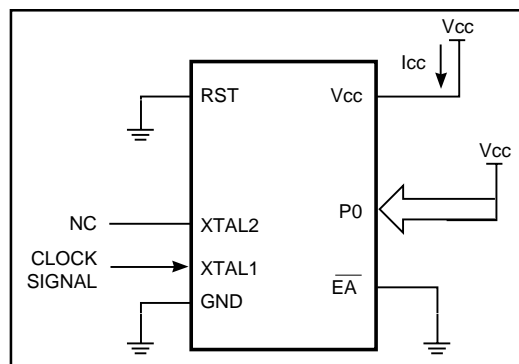 Vcc
Icc
RST
Vcc
Vcc
P0
NC
XTAL2
CLOCK
SIGNAL
XTAL1
GND
EA